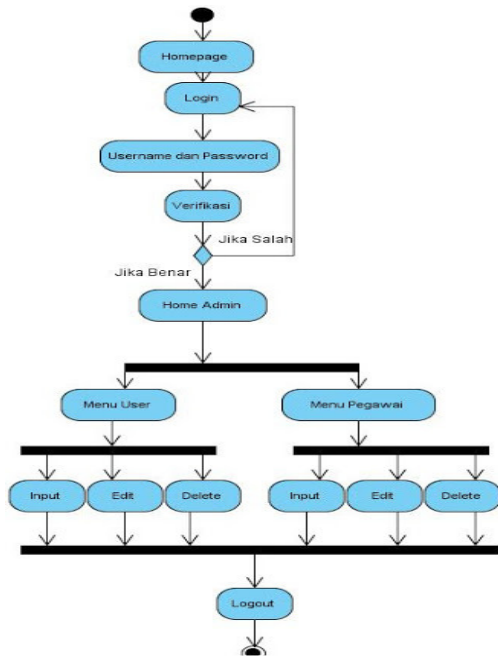 Homepage
Login
Username dan Password
Verifikasi
Jika Salah
Jika Benar
Home Admin
Menu User
Menu Pegawai
Input
Edit
Delete
Input
Edit
Delete
Logout